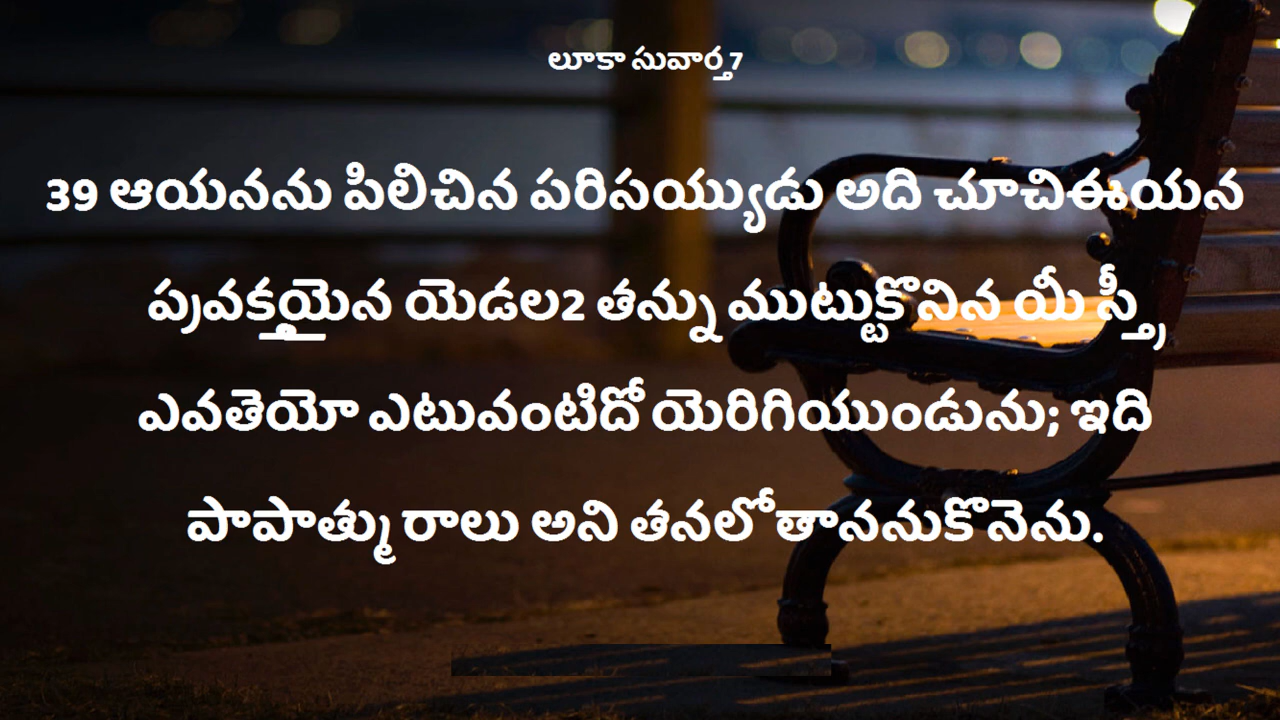 లూకా సువార్త 7
39 ఆయనను పిలిచిన పరిసయ్యుడు అది చూచిఈయన
ప్రవక్తయైన యెడల2 తన్ను ముట్టుకొనిన యీ స్త్రీ
ఎవతెయో ఎటువంటిదో యెరిగియుండును; ఇది
పాపాత్ము రాలు అని తనలోతాననుకొనెను.